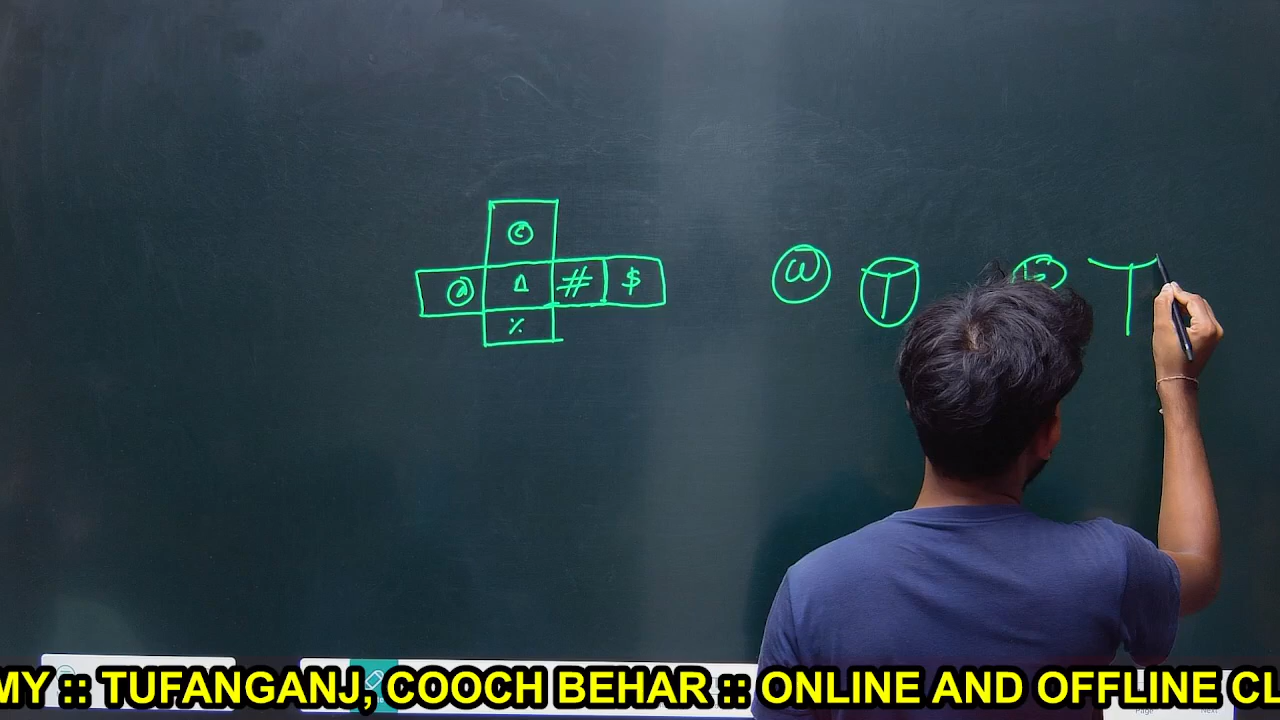 ©
@ Δ # $
%
MY :: TUFANGANJ, COOCH BEHAR :: ONLINE AND OFFLINE CL